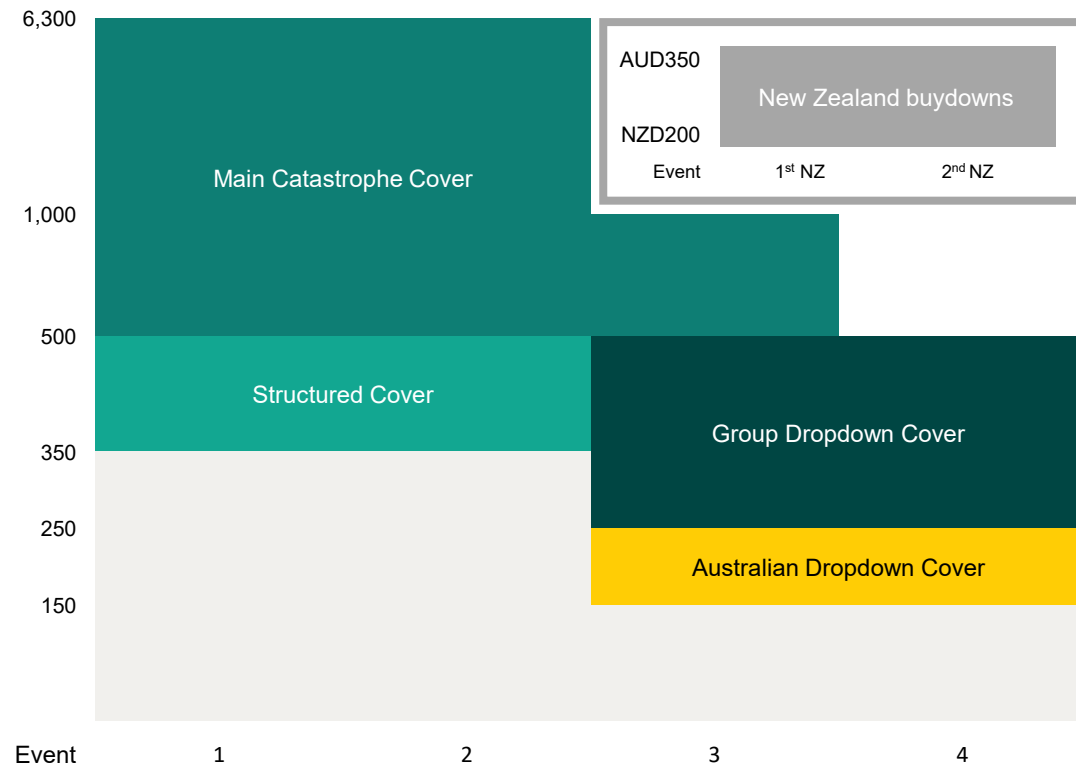 6,300
AUD350
New Zealand buydowns
NZD200
Event 1st NZ 2nd NZ
Main Catastrophe Cover
1,000
500
Structured Cover
Group Dropdown Cover
350
250
Australian Dropdown Cover
150
Event 1 2 3 4